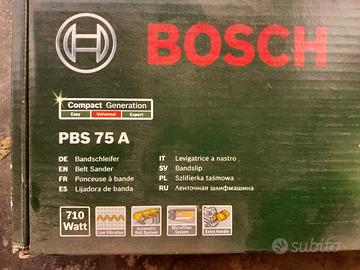 BOSCH
Compact Generation
Easy Universal Expert
PBS 75 A
DE Bandschleifer
EN Belt Sander
FR Ponceuse à bande
ES Lijadora de banda
IT Levigatrice a nastro
SV Bandslip
PL Szlifierka taśmowa
RU Ленточная шлифмашина
710 Watt
Low Vibration
Automatic Belt System
Microfilter System
Extra Handle
subito